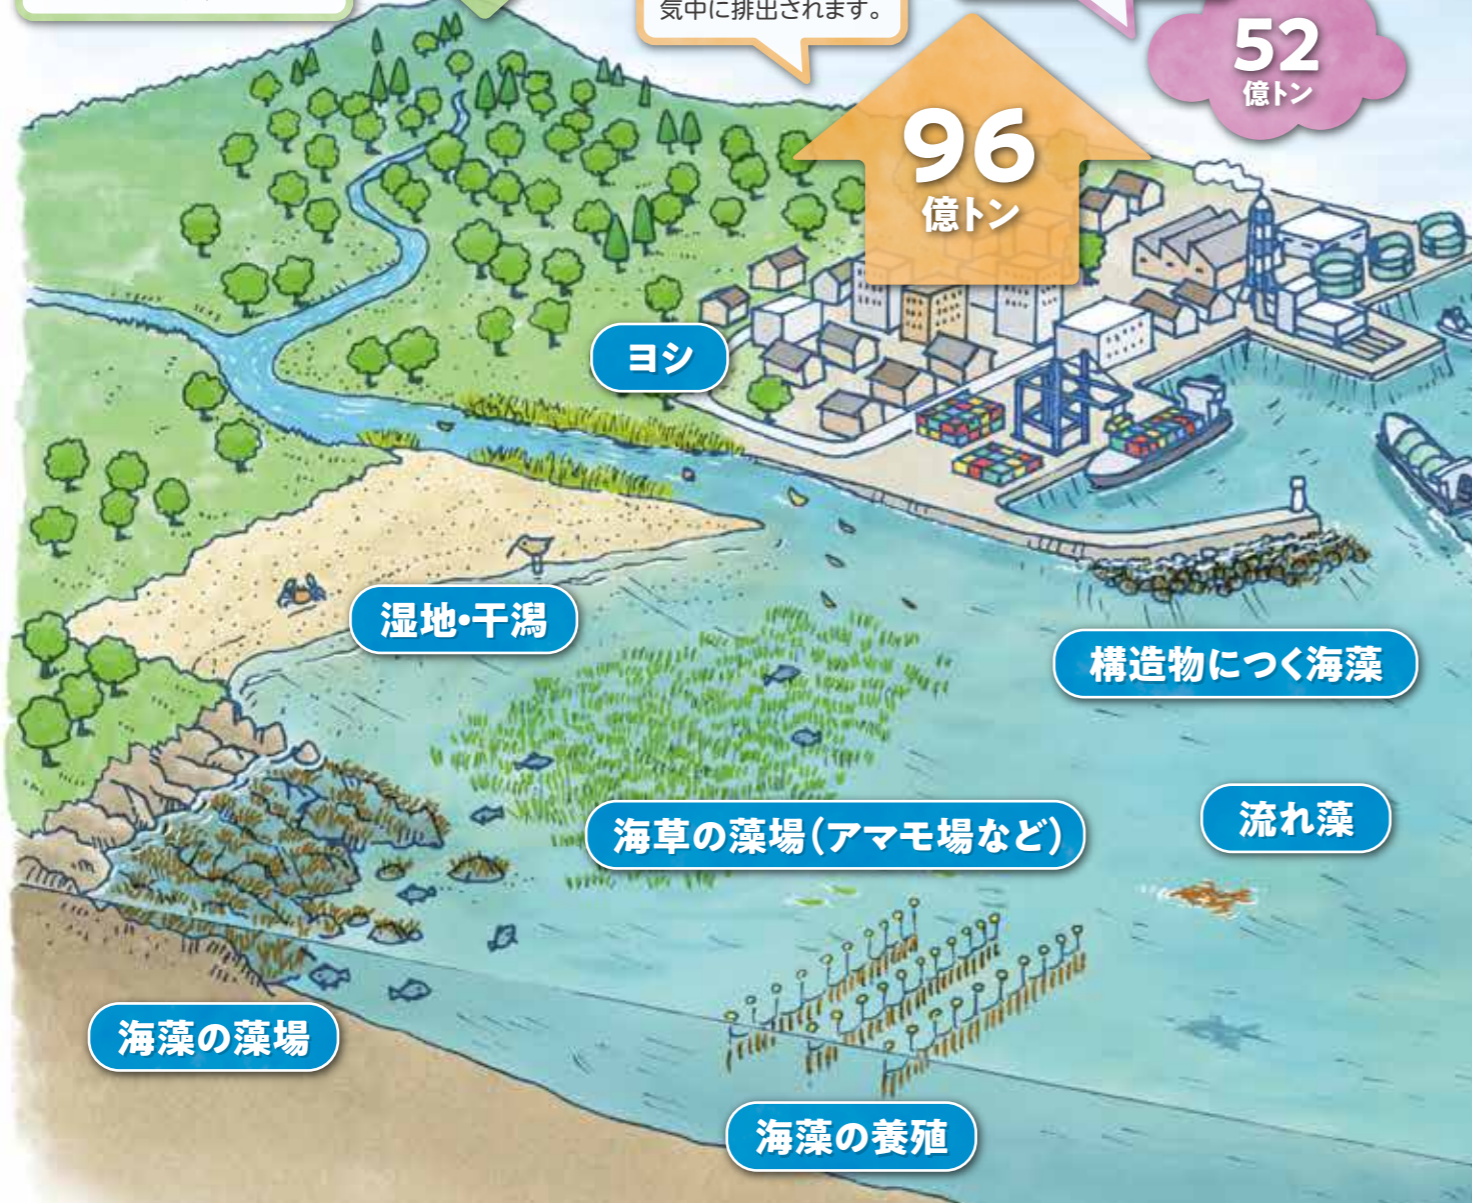 気中に排出されます。
52
億トン
96
億トン
ヨシ
湿地・干潟
構造物につく海藻
流れ藻
海草の藻場(アマモ場など)
海藻の藻場
海藻の養殖